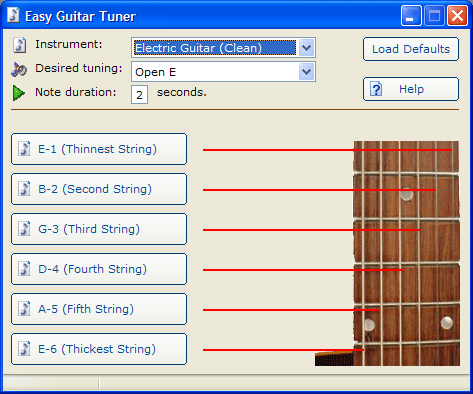 Easy Guitar Tuner
Instrument: Electric Guitar (Clean) Load Defaults
Desired tuning: Open E
Note duration: 2 seconds. Help
E-1 (Thinnest String)
B-2 (Second String)
G-3 (Third String)
D-4 (Fourth String)
A-5 (Fifth String)
E-6 (Thickest String)